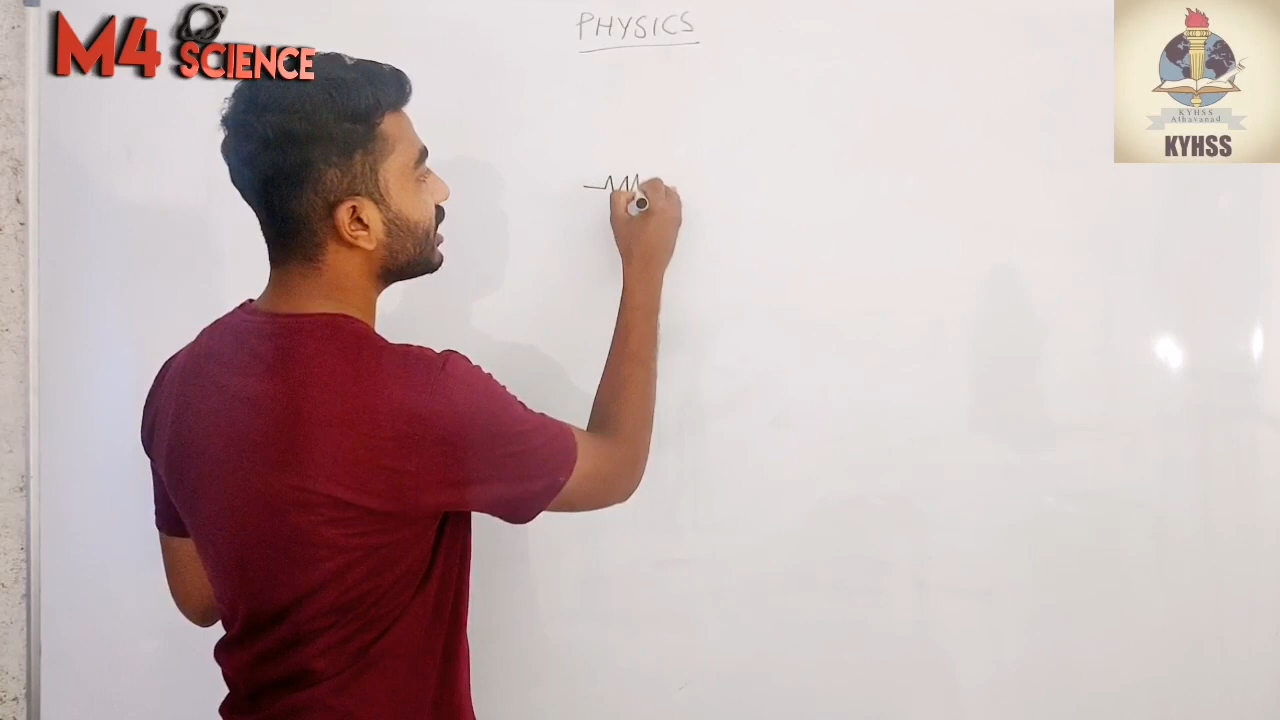 M4 SCIENCE
PHYSICS
KYHSS
Athavanad
KYHSS